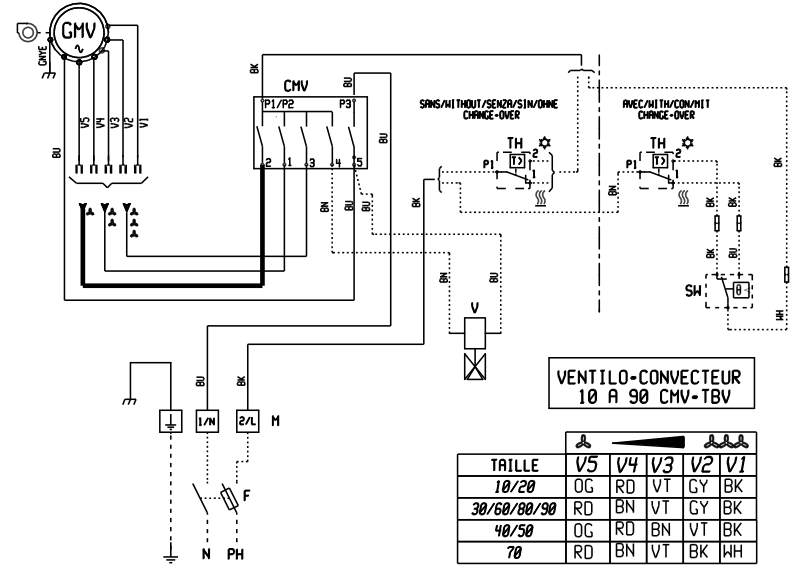 GMV
GNYE
V5
V4
V3
V2
V1
BU
BK
CMV
BU
P1/P2
P3
2
1
3
4
5
BU
BN
BU
BU
BK
SANS/WITHOUT/SENZA/SIN/OHNE
CHANGE-OVER
TH
P1
2
1
AVEC/WITH/CON/MIT
CHANGE-OVER
TH
P1
2
1
BN
BK
BK
BK
BK
BU
SW
WH
BN
BU
V
BU
BK
1/N
2/L
M
F
N
PH
VENTILO-CONVECTEUR
10 A 90 CMV-TBV
TAILLE V5 V4 V3 V2 V1
10/20 OG RD VT GY BK
30/60/80/90 RD BN VT GY BK
40/50 OG RD BN VT BK
70 RD BN VT BK WH